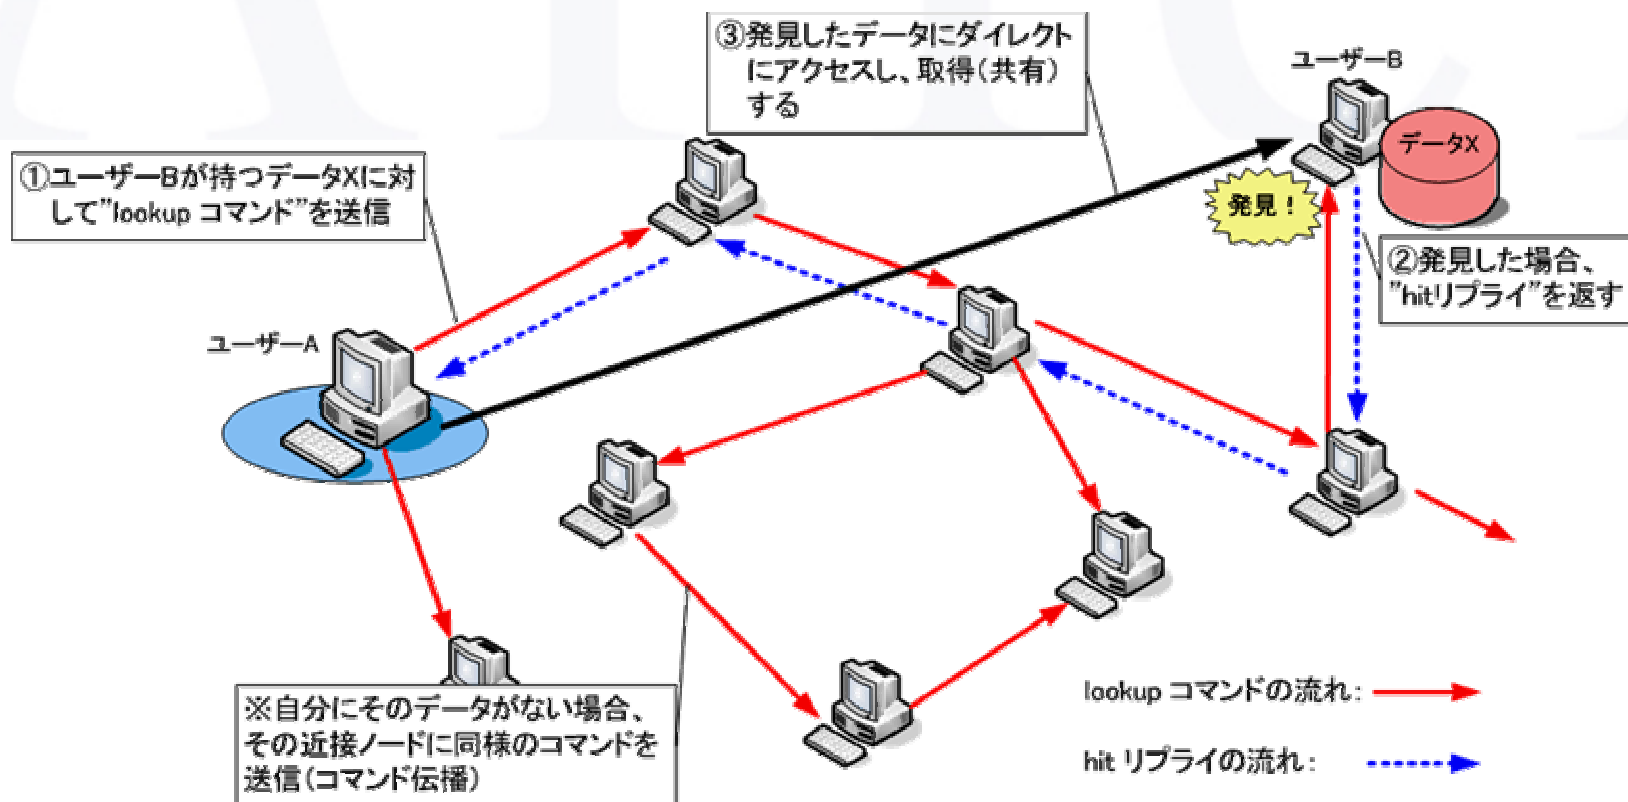 ③発見したデータにダイレクト
にアクセスし、取得(共有)
する
ユーザーB
データX
①ユーザーBが持つデータXに対
して"lookup コマンド"を送信
発見!
②発見した場合、
"hitリプライ"を返す
ユーザーA
※自分にそのデータがない場合、
その近接ノードに同様のコマンドを
送信(コマンド伝播)
lookup コマンドの流れ:
hit リプライの流れ: